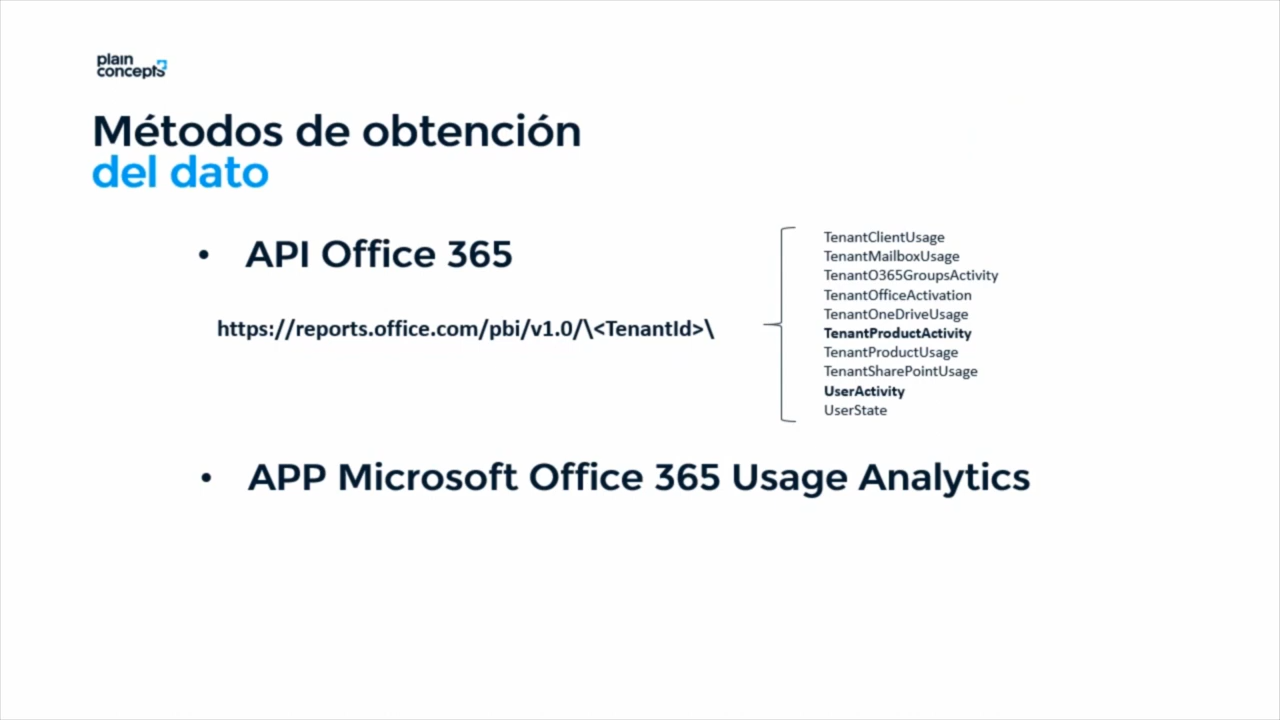 plain
concepts
Métodos de obtención
del dato
• API Office 365
https://reports.office.com/pbi/v1.0/\<TenantId>\
TenantClientUsage
TenantMailboxUsage
TenantO365GroupsActivity
TenantOfficeActivation
TenantOneDriveUsage
TenantProductActivity
TenantProductUsage
TenantSharePointUsage
UserActivity
UserState
• APP Microsoft Office 365 Usage Analytics